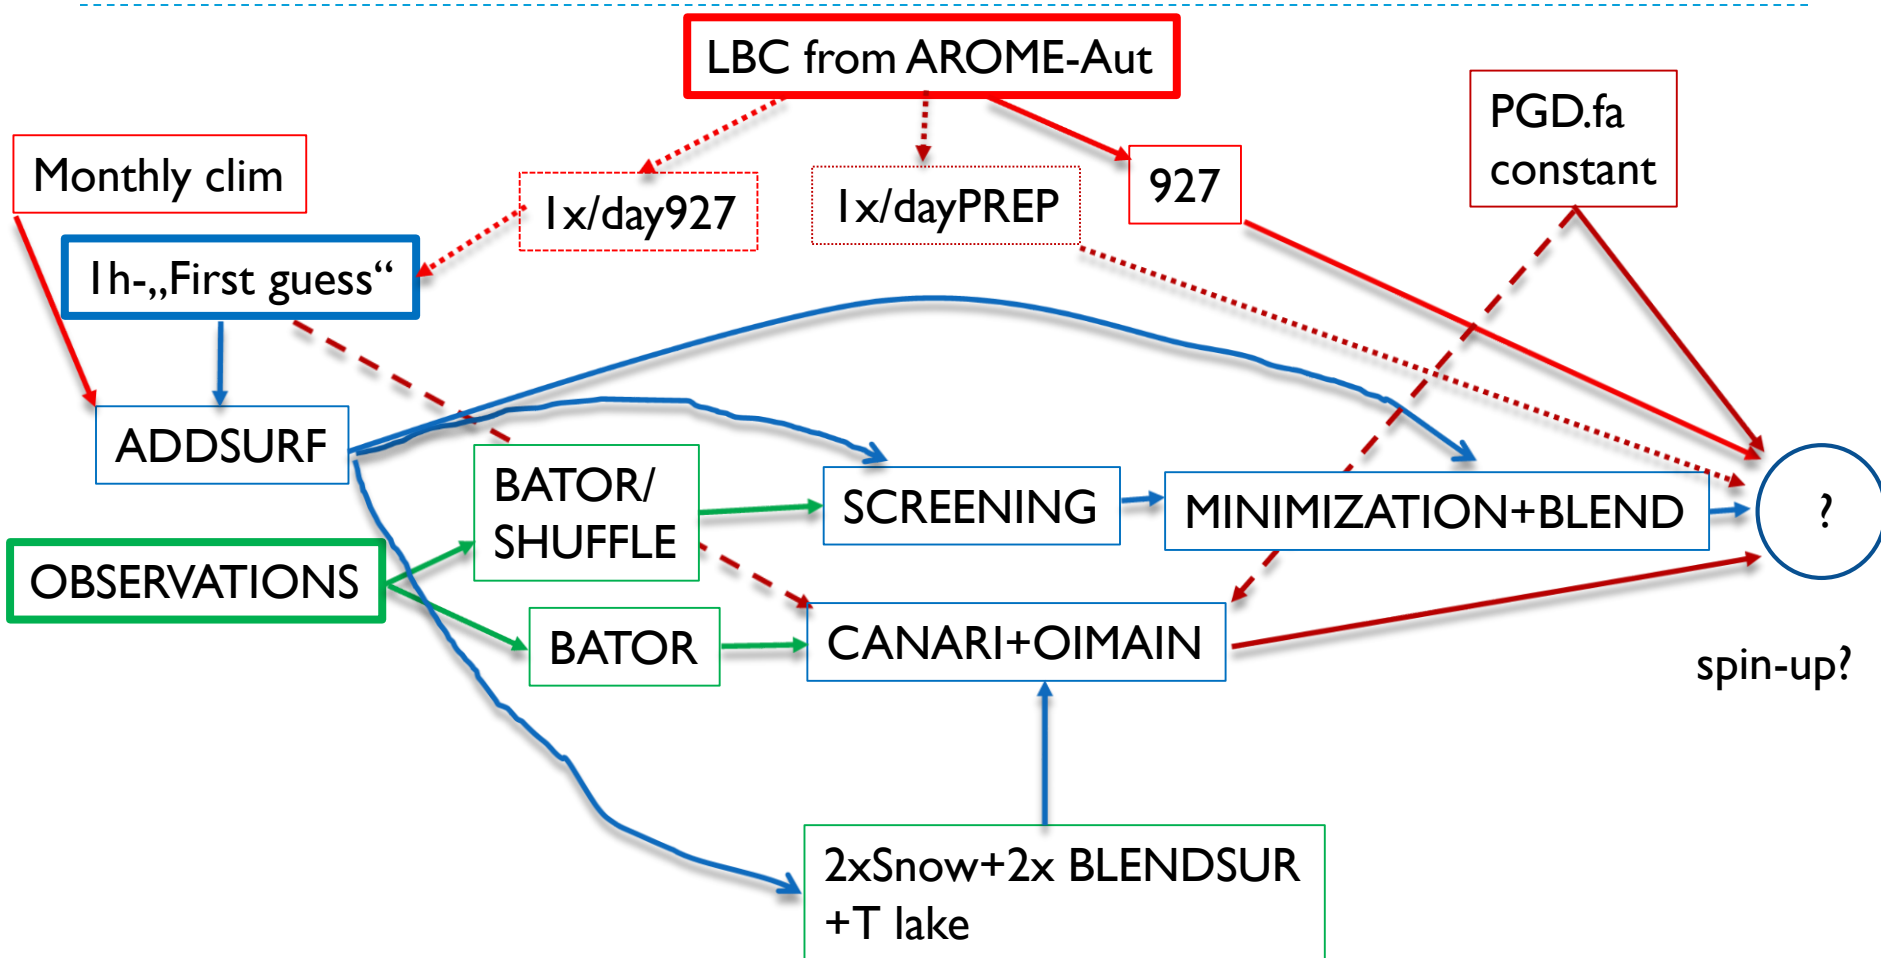 LBC from AROME-Aut
PGD.fa
constant
Monthly clim
1x/day927
1x/dayPREP
927
1h-„First guess“
ADDSURF
BATOR/
SHUFFLE
SCREENING
MINIMIZATION+BLEND
?
OBSERVATIONS
BATOR
CANARI+OIMAIN
spin-up?
2xSnow+2x BLENDSUR
+T lake